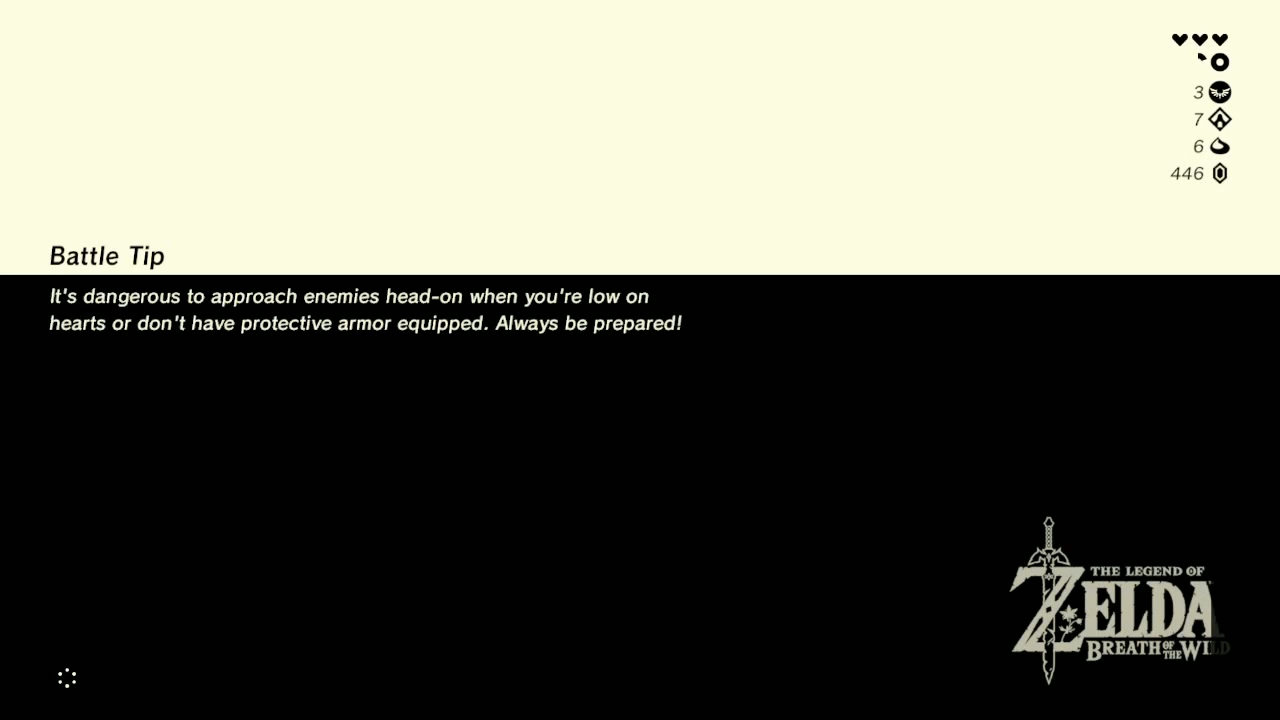 3
7
6
446
Battle Tip
It's dangerous to approach enemies head-on when you're low on
hearts or don't have protective armor equipped. Always be prepared!
THE LEGEND OF
ZELDA
BREATH OF THE WILD